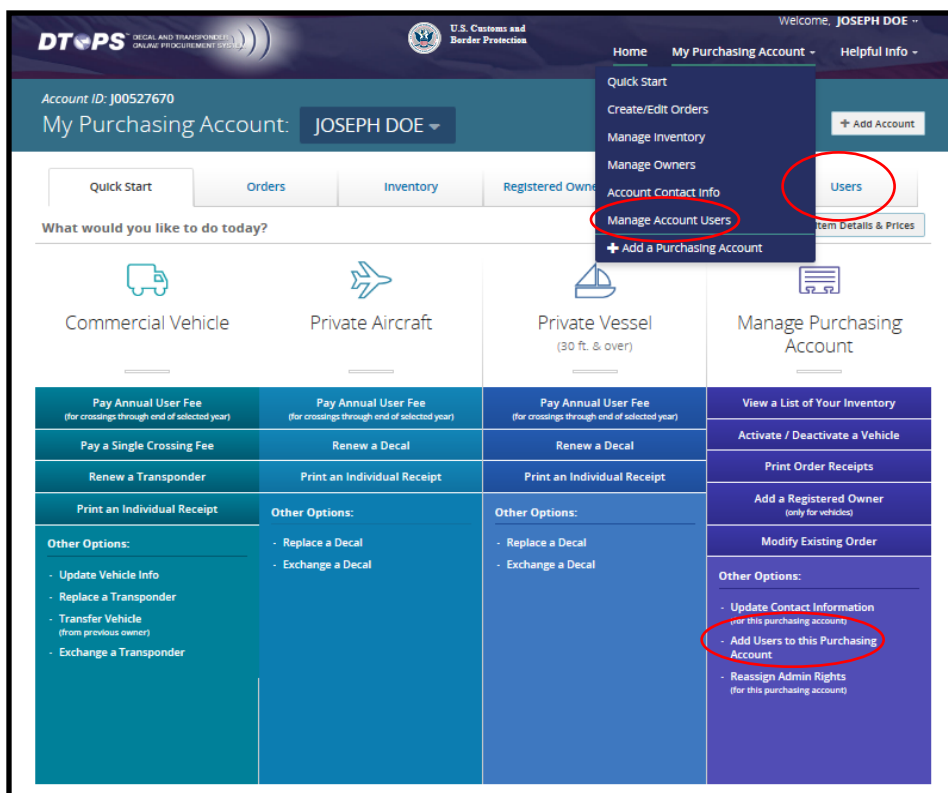 Welcome, JOSEPH DOE
DTOPS DECAL AND TRANSPONDER
ONLINE PROCUREMENT SYSTEM
U.S. Customs and
Border Protection
Home My Purchasing Account Helpful Info
Account ID: J00527670
My Purchasing Account: JOSEPH DOE
+ Add Account
Quick Start
Create/Edit Orders
Manage Inventory
Manage Owners
Account Contact Info
Manage Account Users
+ Add a Purchasing Account
Quick Start Orders Inventory Registered Owne Users
What would you like to do today?
Item Details & Prices
Commercial Vehicle
Pay Annual User Fee
(for crossings through end of selected year)
Pay a Single Crossing Fee
Renew a Transponder
Print an Individual Receipt
Other Options:
- Update Vehicle Info
- Replace a Transponder
- Transfer Vehicle
(from previous owner)
- Exchange a Transponder
Private Aircraft
Pay Annual User Fee
(for crossings through end of selected year)
Renew a Decal
Print an Individual Receipt
Other Options:
- Replace a Decal
- Exchange a Decal
Private Vessel
(30 ft. & over)
Pay Annual User Fee
(for crossings through end of selected year)
Renew a Decal
Print an Individual Receipt
Other Options:
- Replace a Decal
- Exchange a Decal
Manage Purchasing
Account
View a List of Your Inventory
Activate / Deactivate a Vehicle
Print Order Receipts
Add a Registered Owner
(only for vehicles)
Modify Existing Order
Other Options:
- Update Contact Information
(for this purchasing account)
- Add Users to this Purchasing
Account
- Reassign Admin Rights
(for this purchasing account)